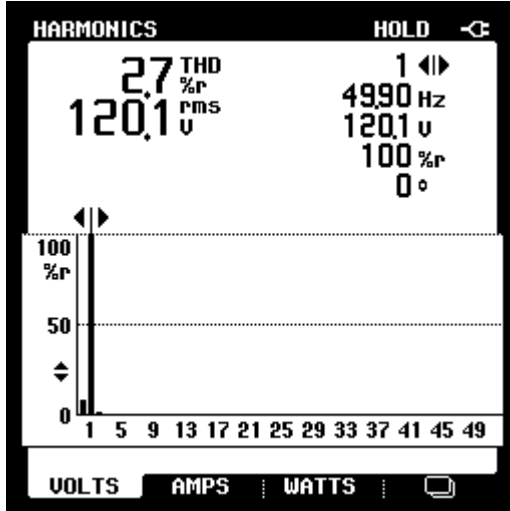 HARMONICS HOLD
2.7 THD %r
120.1 rms V
1
49.90 Hz
120.1 V
100 %r
0 °
100
%r
50
0
1 5 9 13 17 21 25 29 33 37 41 45 49
VOLTS AMPS WATTS